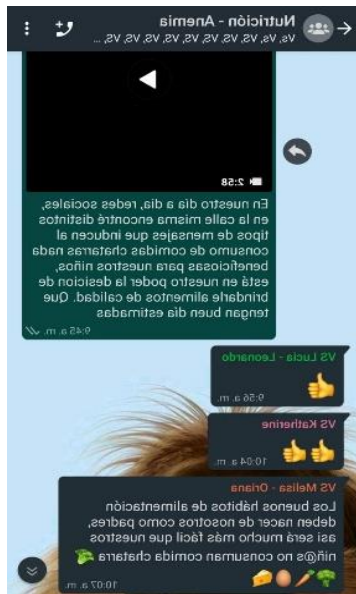 Nutrición - Anemia
Vs, Vs, VS, VS, VS, VS, VS, VS, VS, VS, ...
2:58
En nuestro día a dia, redes sociales,
en la calle misma encontré distintos
tipos de mensajes que inducen al
consumo de comidas chatarras nada
beneficiosas para nuestros niños,
está en nuestro poder la desicion de
brindarle alimentos de calidad. Que
tengan buen día estimadas
9:45 a. m.
VS Lucia - Leonardo
👍
9:56 a. m.
VS Katherine
👍👍
10:04 a. m.
VS Melisa - Oriana
Los buenos hábitos de alimentación
deben nacer de nosotros como padres,
asi será mucho más fácil que nuestros
niñ@s no consuman comida chatarra 🥬
🥦🥕🥚🧀
10:07 a. m.